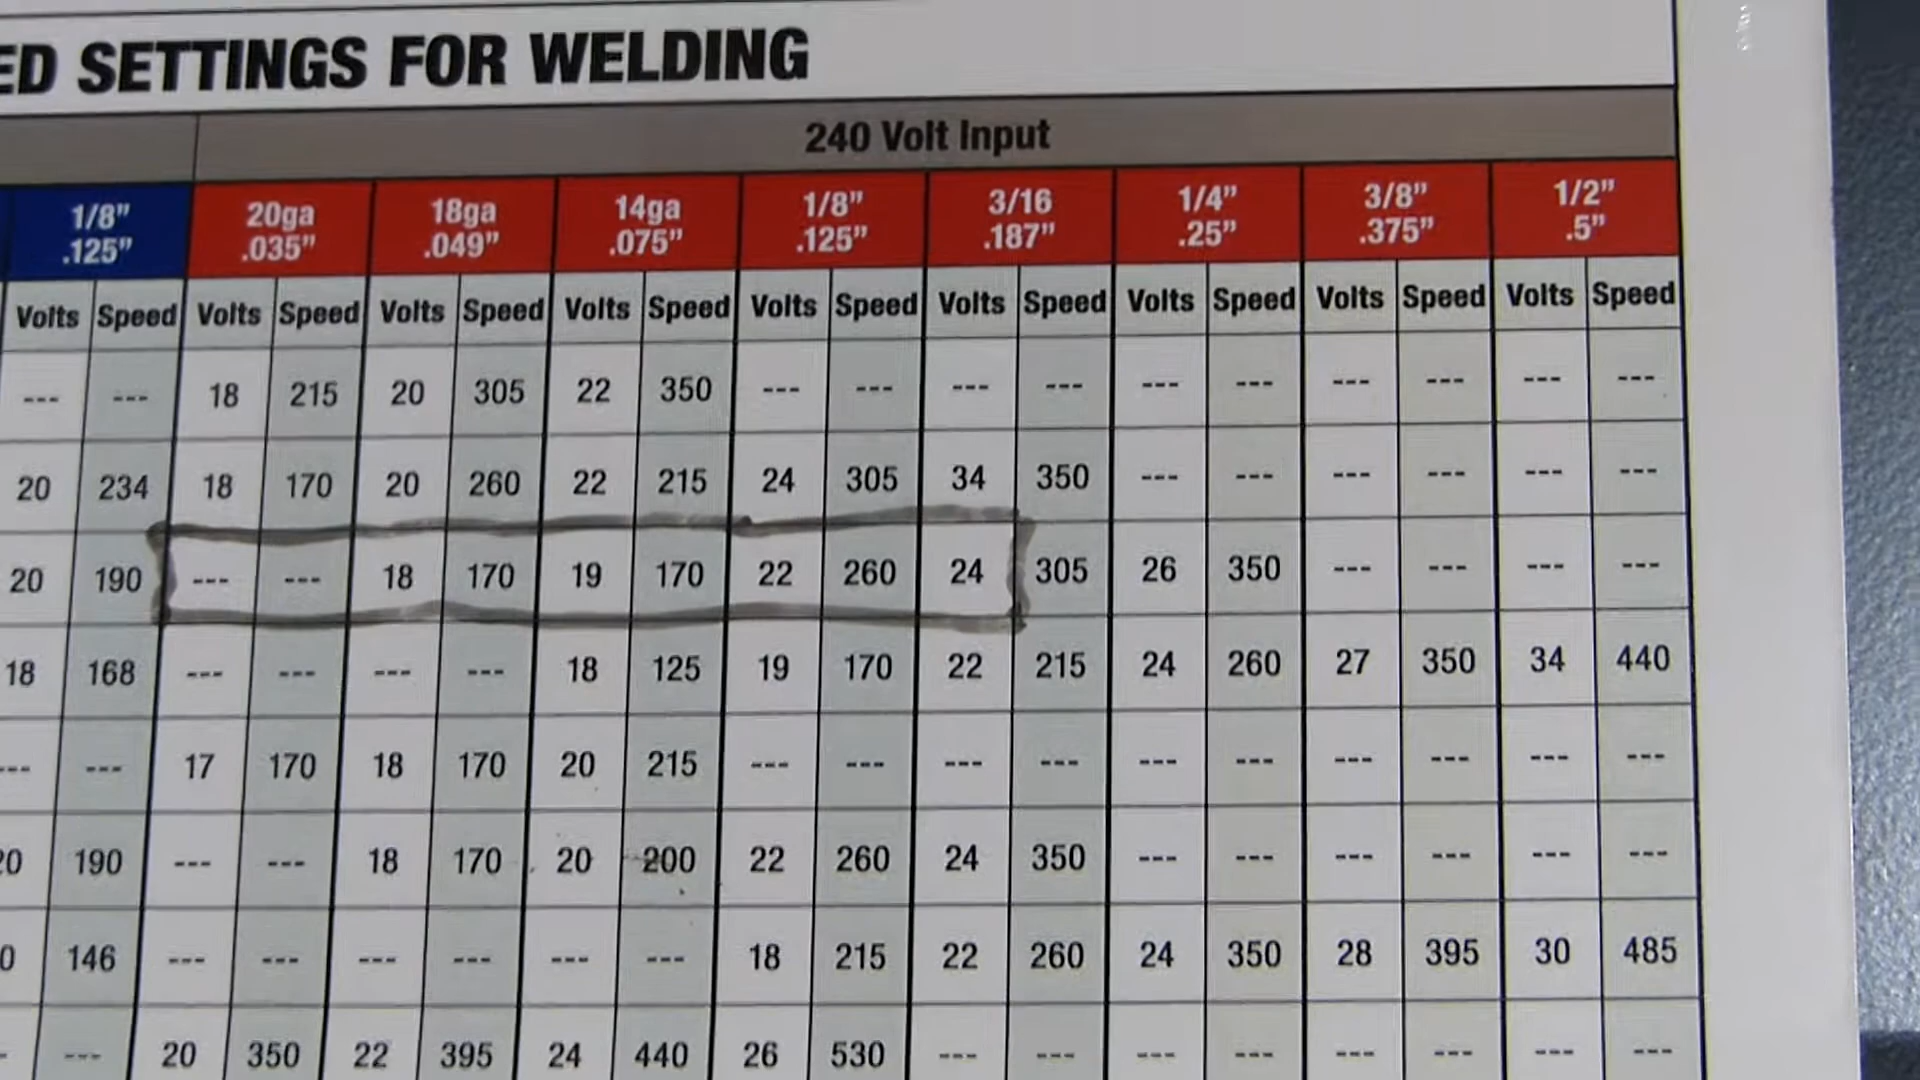 ED SETTINGS FOR WELDING
240 Volt Input
1/8” 20ga 18ga 14ga 1/8” 3/16 1/4” 3/8” 1/2”
.125” .035” .049” .075” .125” .187” .25” .375” .5”
Volts Speed Volts Speed Volts Speed Volts Speed Volts Speed Volts Speed Volts Speed Volts Speed Volts Speed
--- --- 18 215 20 305 22 350 --- --- --- --- --- --- --- --- --- ---
20 234 18 170 20 260 22 215 24 305 34 350 --- --- --- --- --- ---
20 190 --- --- 18 170 19 170 22 260 24 305 26 350 --- --- --- ---
18 168 --- --- --- --- 18 125 19 170 22 215 24 260 27 350 34 440
--- --- 17 170 18 170 20 215 --- --- --- --- --- --- --- --- --- ---
20 190 --- --- 18 170 20 200 22 260 24 350 --- --- --- --- --- ---
0 146 --- --- --- --- --- --- 18 215 22 260 24 350 28 395 30 485
- --- 20 350 22 395 24 440 26 530 --- --- --- --- --- --- --- ---